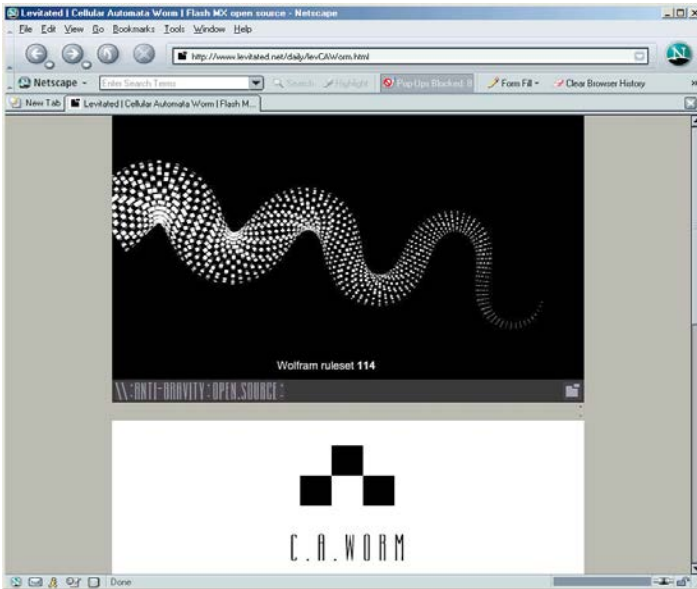 Levitated | Cellular Automata Worm | Flash MX open source - Netscape
File Edit View Go Bookmarks Tools Window Help
http://www.levitated.net/daily/levCAWorm.html
Netscape Enter Search Terms Search Highlight Pop-Ups Blocked: 8 Form Fill Clear Browser History
New Tab Levitated | Cellular Automata Worm | Flash M...
Wolfram ruleset 114
\\:ANTI-GRAVITY:OPEN.SOURCE:
C.A.WORM
Done